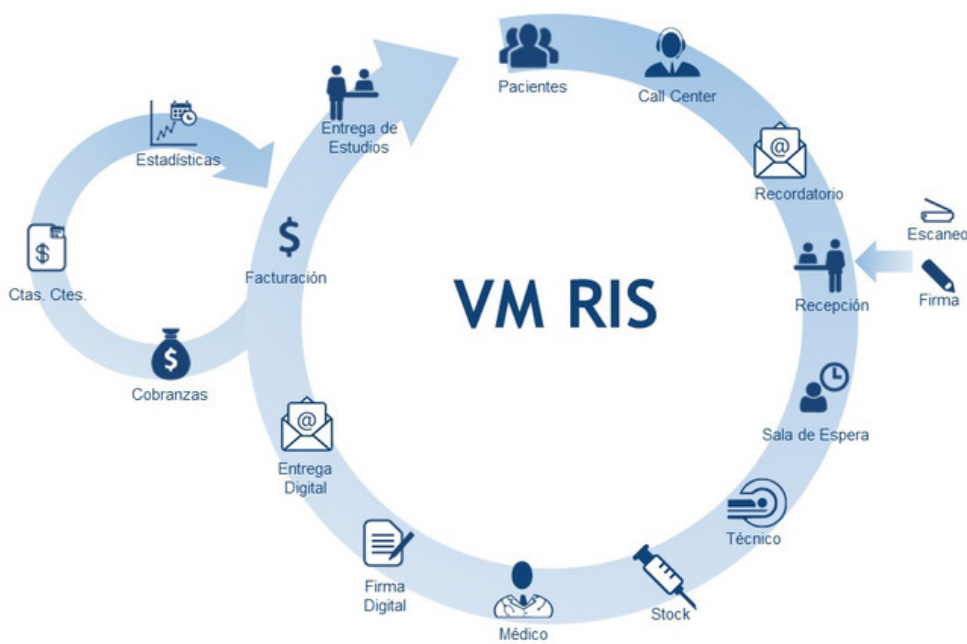 Pacientes
Call Center
Recordatorio
Escaneo
Firma
Recepción
Sala de Espera
Técnico
Stock
Médico
Firma
Digital
Entrega
Digital
Facturación
Entrega de
Estudios
Cobranzas
Ctas. Ctes.
Estadísticas
VM RIS